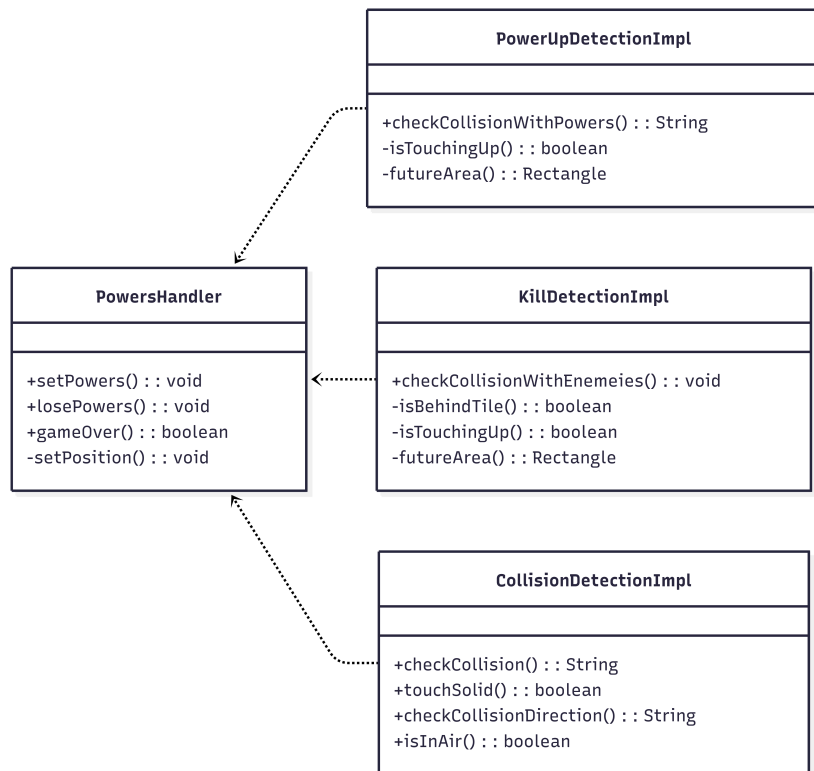 PowerUpDetectionImpl
+checkCollisionWithPowers() : : String
-isTouchingUp() : : boolean
-futureArea() : : Rectangle
PowersHandler
+setPowers() : : void
+losePowers() : : void
+gameOver() : : boolean
-setPosition() : : void
KillDetectionImpl
+checkCollisionWithEnemeies() : : void
-isBehindTile() : : boolean
-isTouchingUp() : : boolean
-futureArea() : : Rectangle
CollisionDetectionImpl
+checkCollision() : : String
+touchSolid() : : boolean
+checkCollisionDirection() : : String
+isInAir() : : boolean